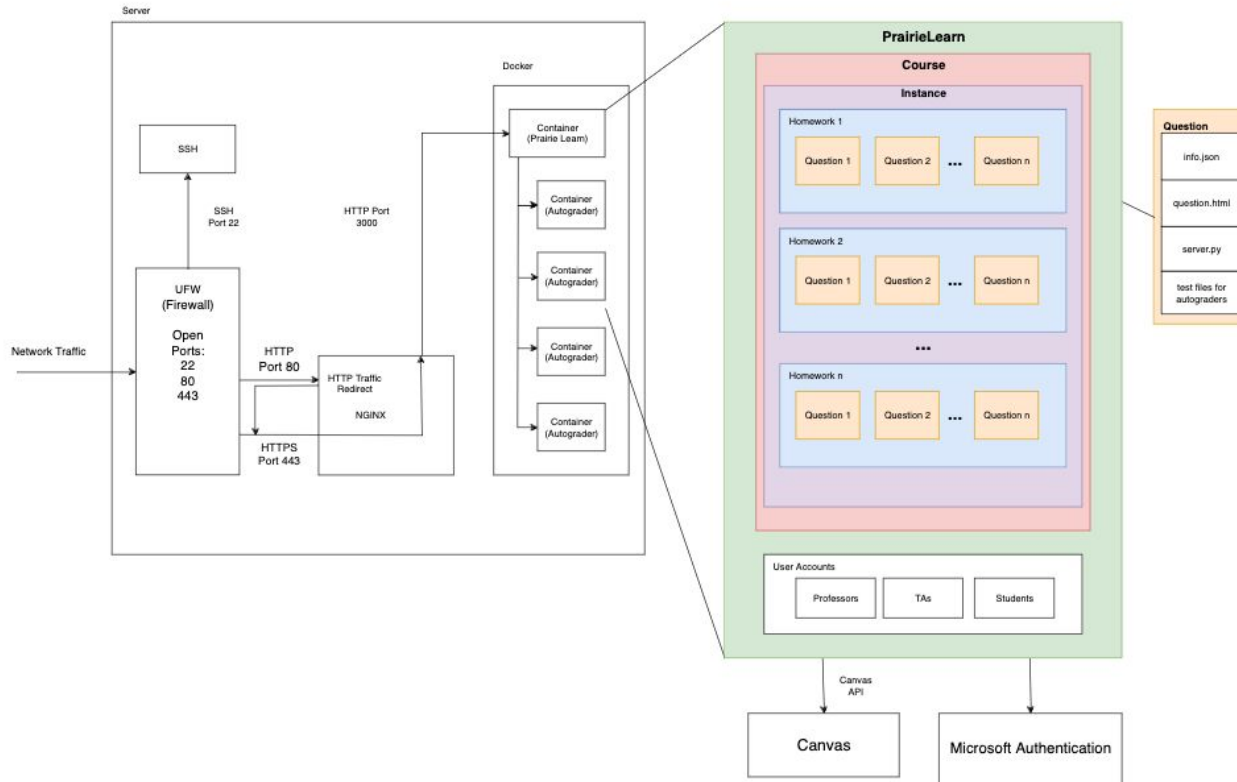 Server
SSH
SSH
Port 22
HTTP Port
3000
UFW
(Firewall)
Open
Ports:
22
80
443
Network Traffic
HTTP
Port 80
HTTP Traffic
Redirect
NGINX
HTTPS
Port 443
Docker
Container
(Prairie Learn)
Container
(Autograder)
Container
(Autograder)
Container
(Autograder)
Container
(Autograder)
PrairieLearn
Course
Instance
Homework 1
Question 1
Question 2
...
Question n
Homework 2
Question 1
Question 2
...
Question n
...
Homework n
Question 1
Question 2
...
Question n
User Accounts
Professors
TAs
Students
Question
info.json
question.html
server.py
test files for
autograders
Canvas
API
Canvas
Microsoft Authentication